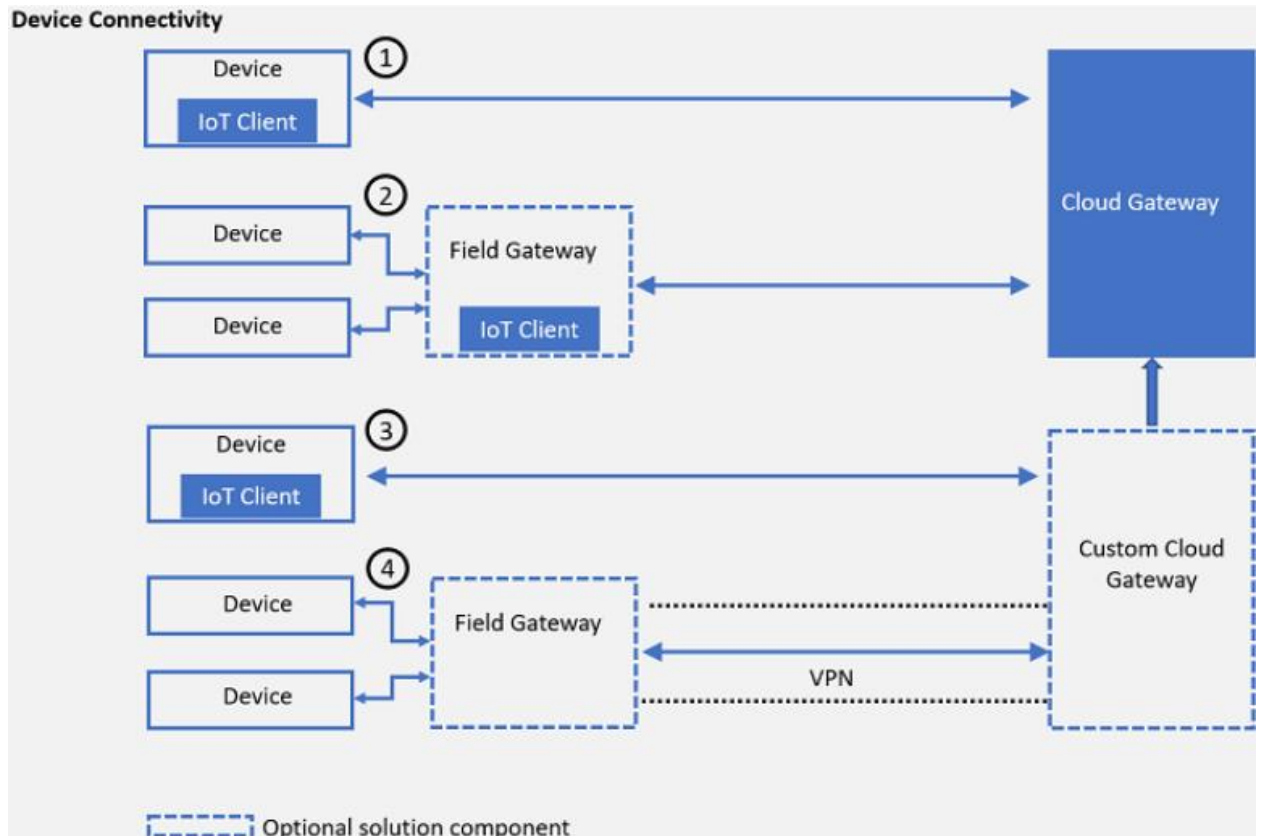 Device Connectivity
1
Device
IoT Client
Cloud Gateway
2
Device
Field Gateway
Device
IoT Client
3
Device
IoT Client
Custom Cloud
Gateway
4
Device
Field Gateway
VPN
Device
Optional solution component